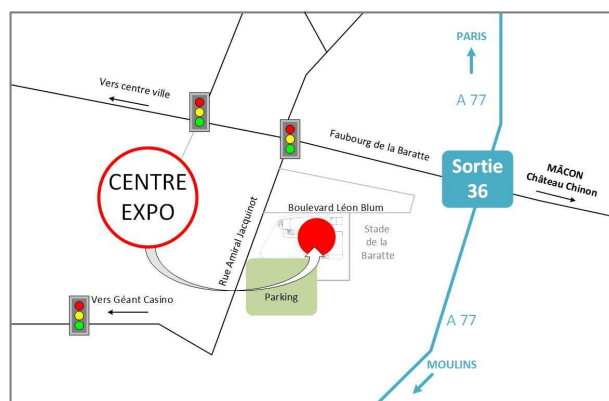 PARIS
A 77
Vers centre ville
Faubourg de la Baratte
Sortie
36
MÂCON
Château Chinon
CENTRE
EXPO
Boulevard Léon Blum
Rue Amiral Jacquinot
Stade
de la
Baratte
Parking
Vers Géant Casino
A 77
MOULINS